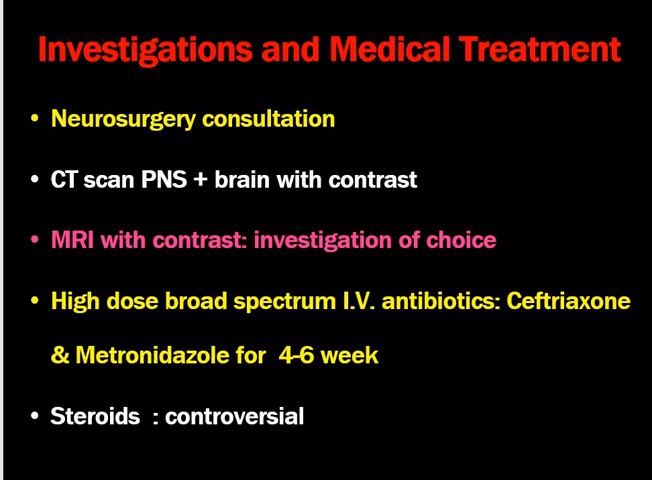 Investigations and Medical Treatment
• Neurosurgery consultation
• CT scan PNS + brain with contrast
• MRI with contrast: investigation of choice
• High dose broad spectrum I.V. antibiotics: Ceftriaxone
& Metronidazole for 4-6 week
• Steroids : controversial